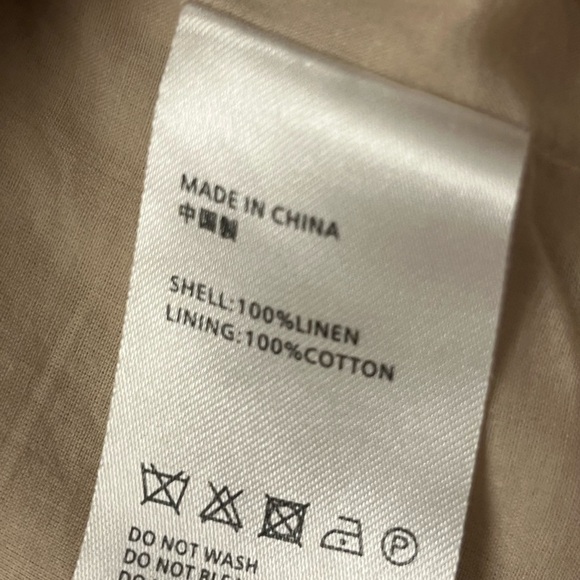 MADE IN CHINA
中国製
SHELL:100%LINEN
LINING:100%COTTON
P
DO NOT WASH
DO NOT